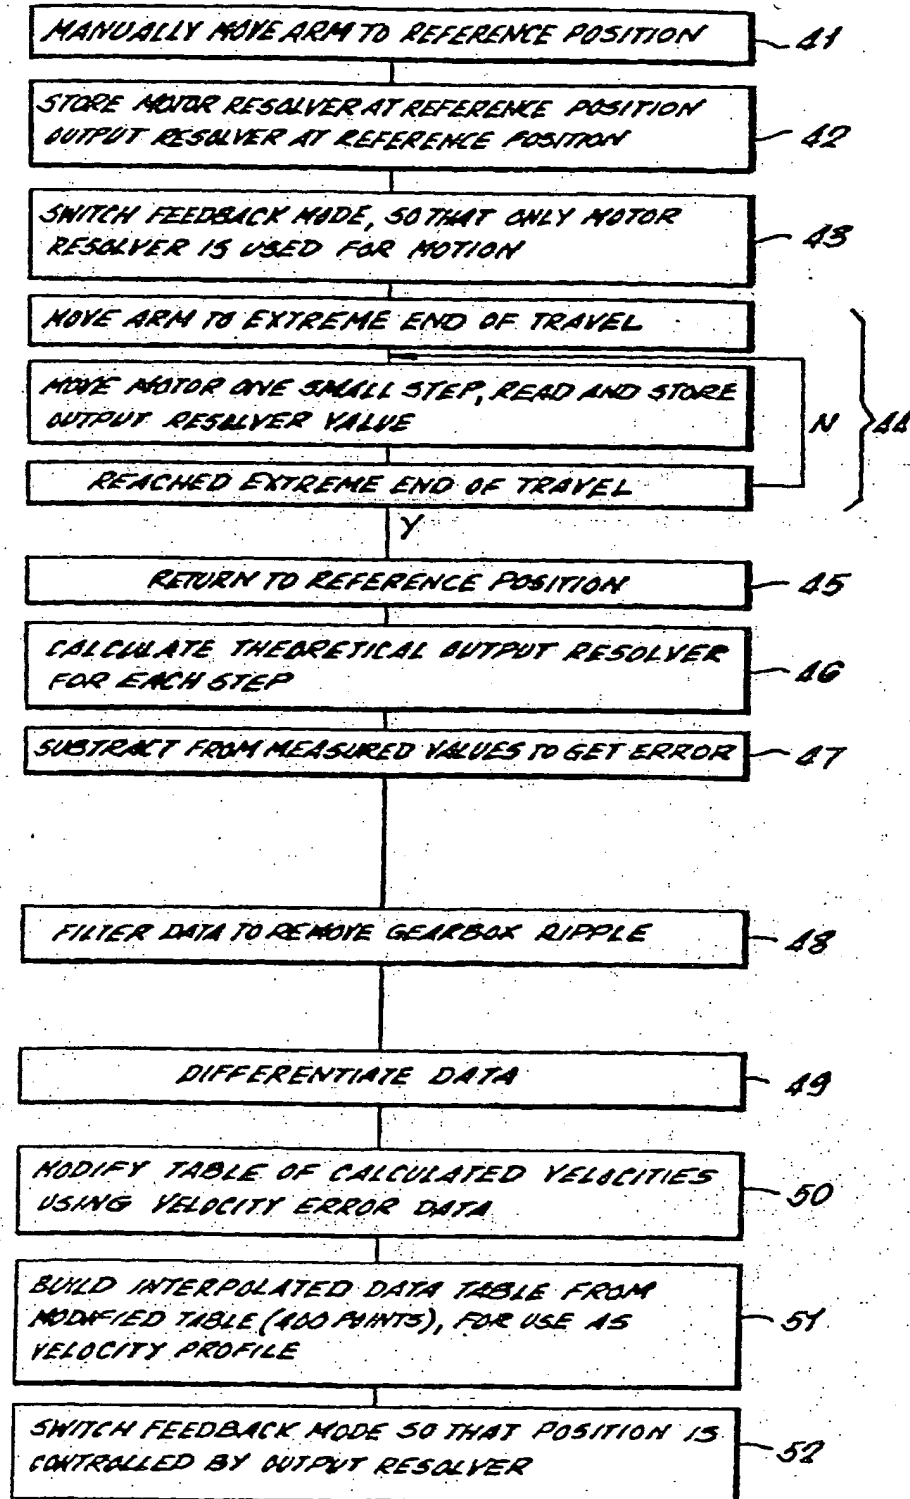 MANUALLY MOVE ARM TO REFERENCE POSITION
41
STORE MOTOR RESOLVER AT REFERENCE POSITION
OUTPUT RESOLVER AT REFERENCE POSITION
42
SWITCH FEEDBACK MODE, SO THAT ONLY MOTOR
RESOLVER IS USED FOR MOTION
43
MOVE ARM TO EXTREME END OF TRAVEL
MOVE MOTOR ONE SMALL STEP, READ AND STORE
OUTPUT RESOLVER VALUE
N
44
REACHED EXTREME END OF TRAVEL
Y
RETURN TO REFERENCE POSITION
45
CALCULATE THEORETICAL OUTPUT RESOLVER
FOR EACH STEP
46
SUBTRACT FROM MEASURED VALUES TO GET ERROR
47
FILTER DATA TO REMOVE GEARBOX RIPPLE
48
DIFFERENTIATE DATA
49
MODIFY TABLE OF CALCULATED VELOCITIES
USING VELOCITY ERROR DATA
50
BUILD INTERPOLATED DATA TABLE FROM
MODIFIED TABLE (400 POINTS), FOR USE AS
VELOCITY PROFILE
51
SWITCH FEEDBACK MODE SO THAT POSITION IS
CONTROLLED BY OUTPUT RESOLVER
52